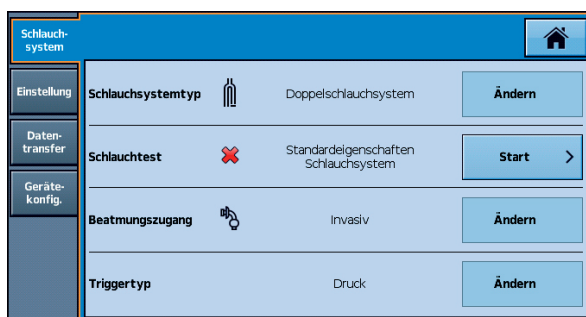 Schlauch-
system
Einstellung
Daten-
transfer
Geräte-
konfig.
Schlauchsystemtyp Doppelschlauchsystem Ändern
Schlauchtest Standardeigenschaften
Schlauchsystem Start >
Beatmungszugang Invasiv Ändern
Triggertyp Druck Ändern